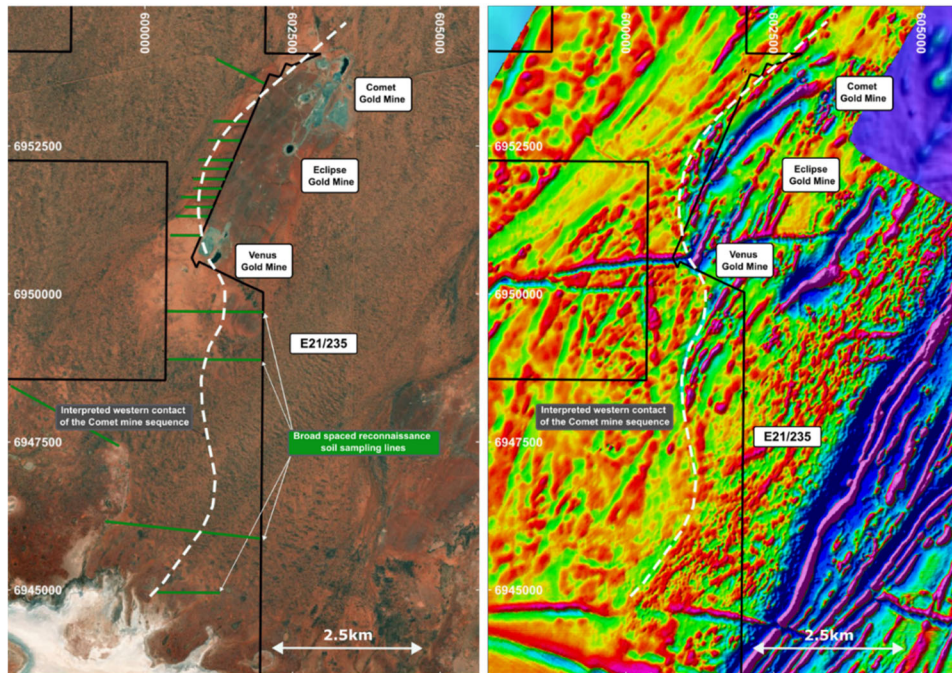 600000
602500
605000
Comet
Gold Mine
6952500
Eclipse
Gold Mine
Venus
Gold Mine
6950000
E21/235
Interpreted western contact
of the Comet mine sequence
Broad spaced reconnaissance
soil sampling lines
6947500
6945000
2.5km
600000
602500
605000
Comet
Gold Mine
6952500
Eclipse
Gold Mine
Venus
Gold Mine
6950000
Interpreted western contact
of the Comet mine sequence
E21/235
6947500
6945000
2.5km